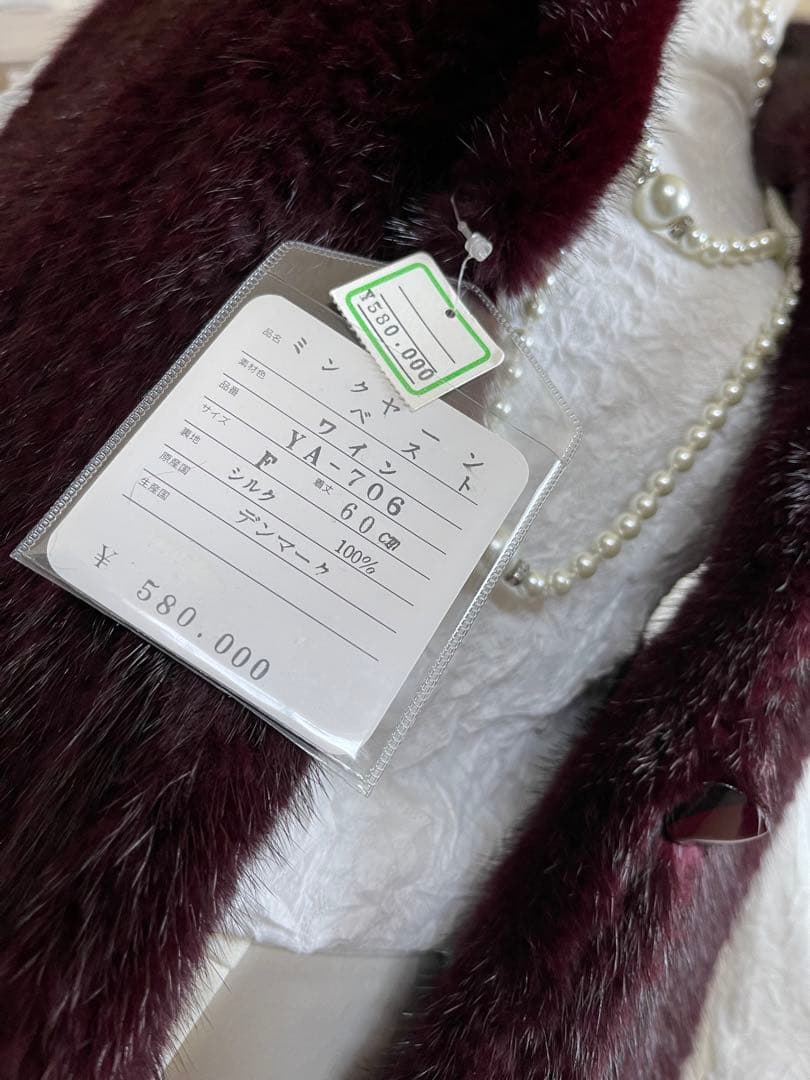 ¥580.000
品名 ミンクヤーン
ベスト
素材色 ワイン
品番 YA-706
サイズ F 着丈 60cm
裏地 シルク 100%
原産国 デンマーク
生産国
¥ 580.000